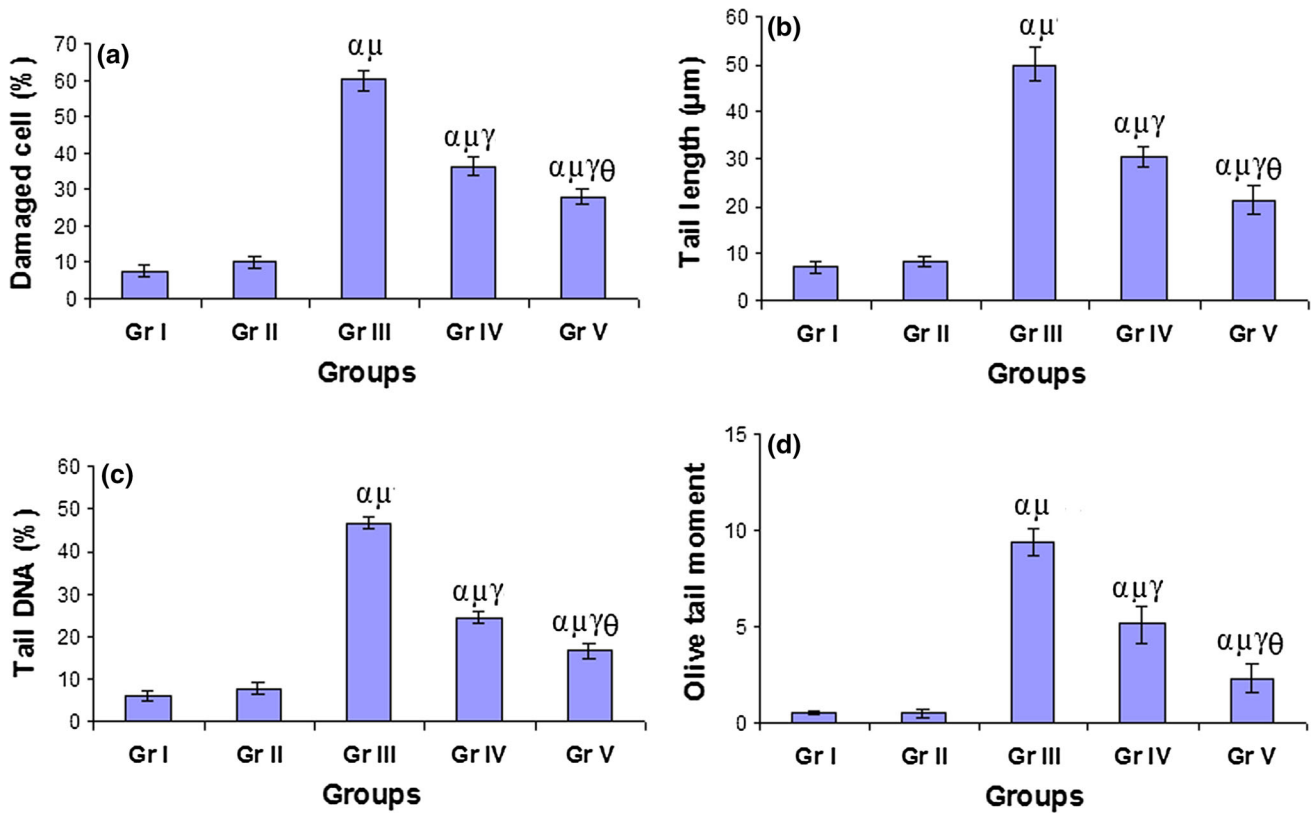 (a)
Damaged cell (%)
70
60
50
40
30
20
10
0
αμ
αμγ
αμγθ
Gr I Gr II Gr III Gr IV Gr V
Groups
(b)
Tail length (µm)
60
50
40
30
20
10
0
αμ
αμγ
αμγθ
Gr I Gr II Gr III Gr IV Gr V
Groups
(c)
Tail DNA (%)
60
50
40
30
20
10
0
αμ
αμγ
αμγθ
Gr I Gr II Gr III Gr IV Gr V
Groups
(d)
Olive tail moment
15
10
5
0
αμ
αμγ
αμγθ
Gr I Gr II Gr III Gr IV Gr V
Groups